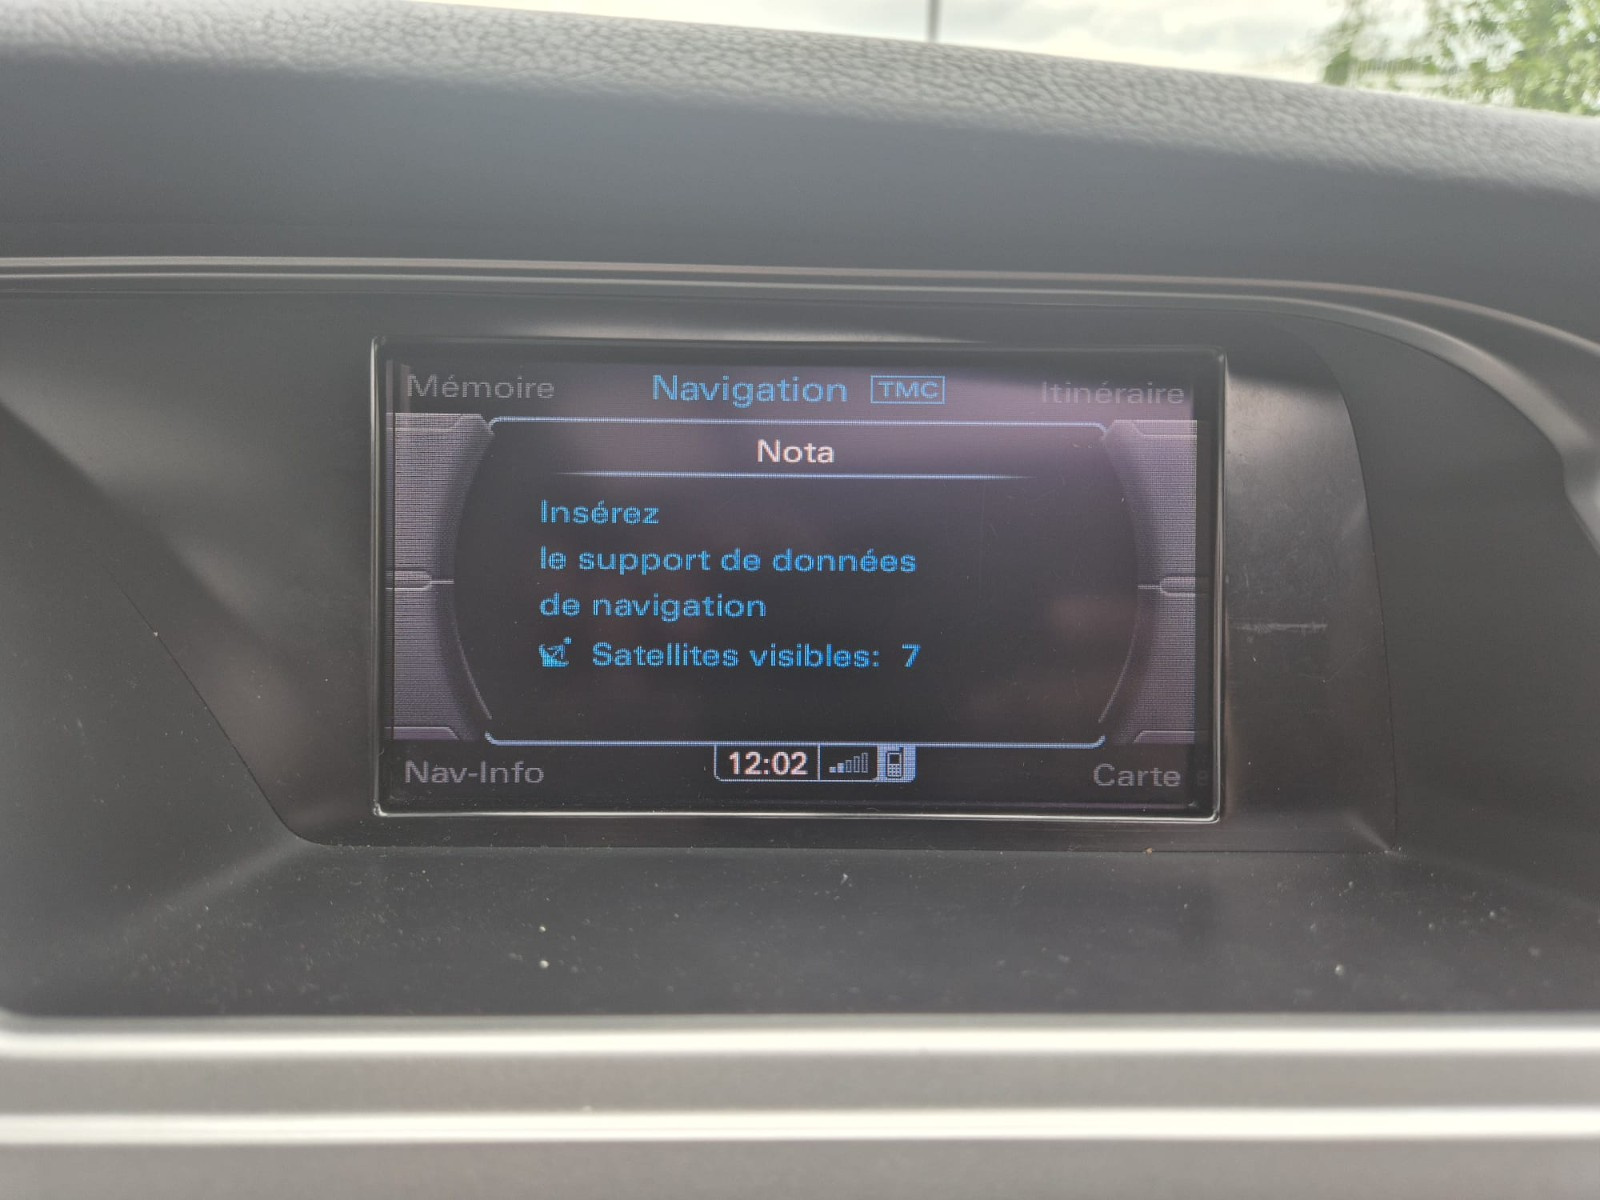 Mémoire Navigation TMC Itinéraire
Nota
Insérez
le support de données
de navigation
Satellites visibles: 7
Nav-Info 12:02 Carte